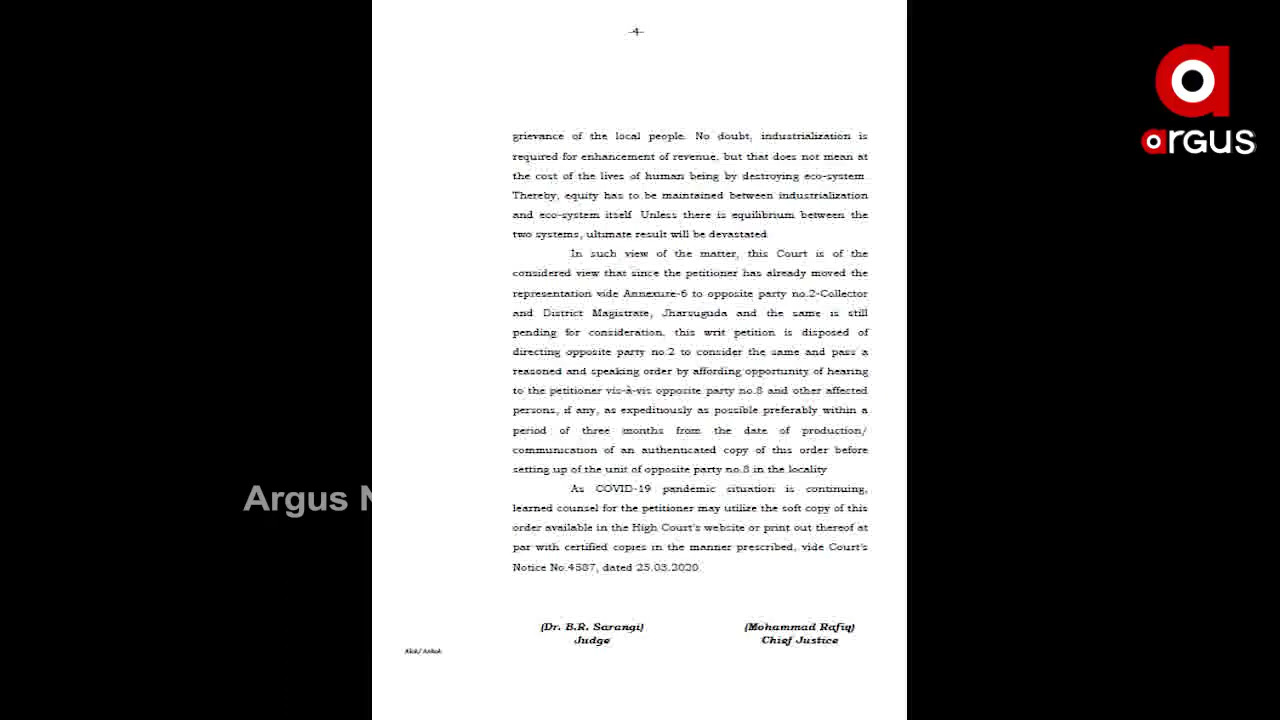 -4-
argus
grievance of the local people. No doubt, industrialization is
required for enhancement of revenue, but that does not mean at
the cost of the lives of human being by destroying eco-system.
Thereby, equity has to be maintained between industrialization
and eco-system itself. Unless there is equilibrium between the
two systems, ultimate result will be devastated.
In such view of the matter, this Court is of the
considered view that since the petitioner has already moved the
representation vide Annexure-6 to opposite party no.2-Collector
and District Magistrate, Jharsuguda and the same is still
pending for consideration, this writ petition is disposed of
directing opposite party no.2 to consider the same and pass a
reasoned and speaking order by affording opportunity of hearing
to the petitioner vis-à-vis opposite party no.8 and other affected
persons, if any, as expeditiously as possible preferably within a
period of three months from the date of production/
communication of an authenticated copy of this order before
setting up of the unit of opposite party no.8 in the locality.
As COVID-19 pandemic situation is continuing,
learned counsel for the petitioner may utilize the soft copy of this
order available in the High Court's website or print out thereof at
par with certified copies in the manner prescribed, vide Court's
Notice No.4587, dated 25.03.2020.
Argus N
(Dr. B.R. Sarangi) (Mohammad Rafiq)
Judge Chief Justice